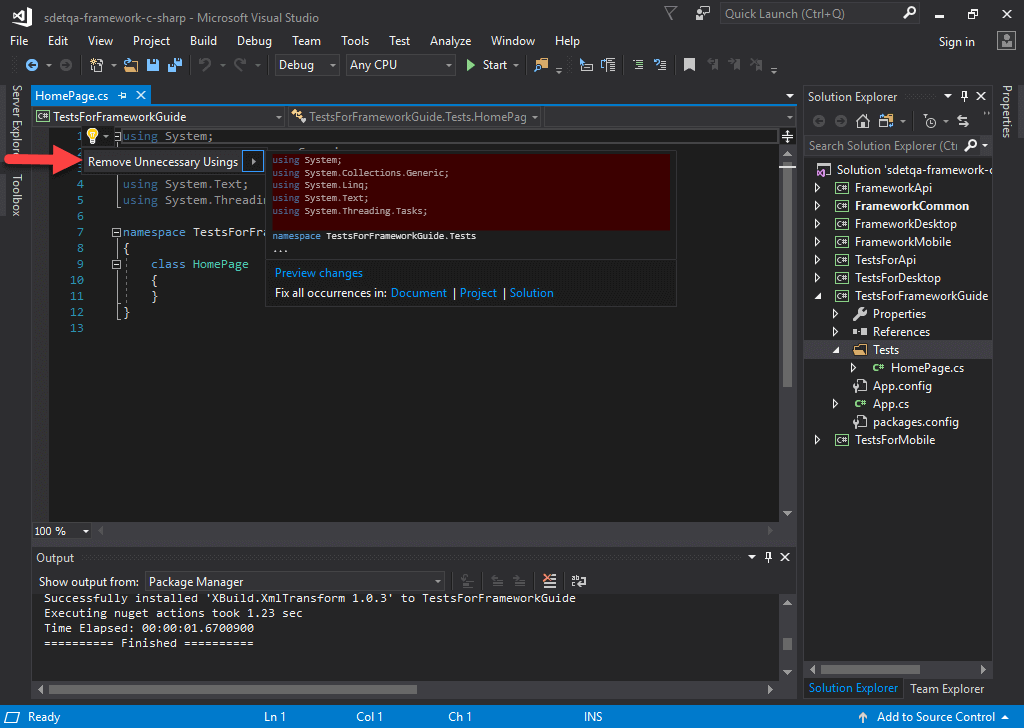 sdetqa-framework-c-sharp - Microsoft Visual Studio
Quick Launch (Ctrl+Q)
File Edit View Project Build Debug Team Tools Test Analyze Window Help
Sign in
Debug Any CPU Start
Server Explorer
Toolbox
HomePage.cs
TestsForFrameworkGuide TestsForFrameworkGuide.Tests.HomePag
1 using System;
Remove Unnecessary Usings
4 using System.Text;
5 using System.Threadin
6
7 namespace TestsForFra
8 {
9 class HomePage
10 {
11 }
12 }
13
using System;
using System.Collections.Generic;
using System.Linq;
using System.Text;
using System.Threading.Tasks;
namespace TestsForFrameworkGuide.Tests
...
Preview changes
Fix all occurrences in: Document | Project | Solution
100 %
Output
Show output from: Package Manager
Successfully installed 'XBuild.XmlTransform 1.0.3' to TestsForFrameworkGuide
Executing nuget actions took 1.23 sec
Time Elapsed: 00:00:01.6700900
========== Finished ==========
Solution Explorer
Search Solution Explorer (Ctrl
Solution 'sdetqa-framework-c
FrameworkApi
FrameworkCommon
FrameworkDesktop
FrameworkMobile
TestsForApi
TestsForDesktop
TestsForFrameworkGuide
Properties
References
Tests
C# HomePage.cs
App.config
C# App.cs
packages.config
TestsForMobile
Solution Explorer Team Explorer
Properties
Ready Ln 1 Col 1 Ch 1 INS Add to Source Control